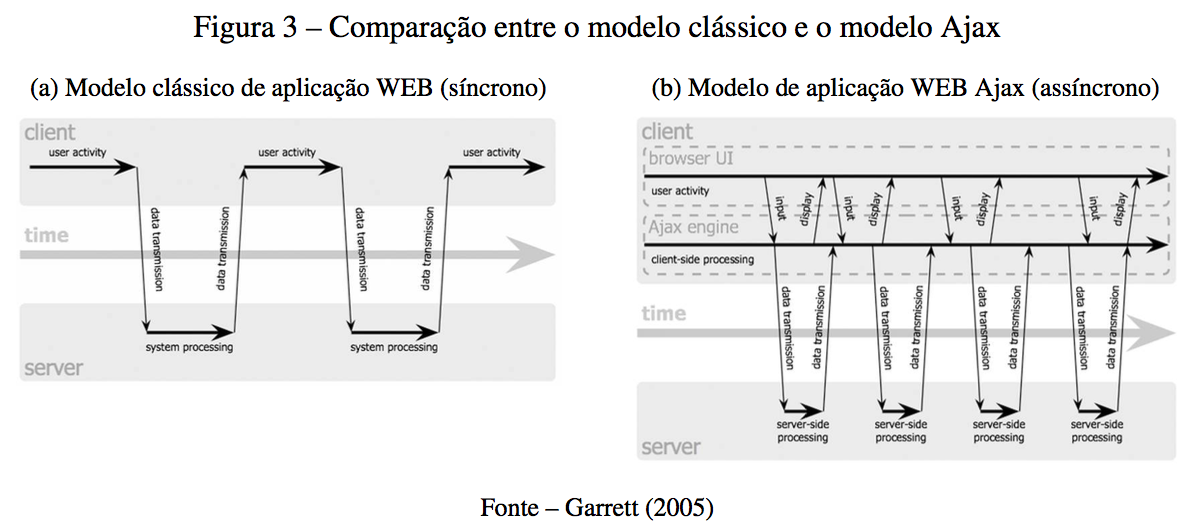 Figura 3 – Comparação entre o modelo clássico e o modelo Ajax
(a) Modelo clássico de aplicação WEB (síncrono)
client
user activity
user activity
user activity
data transmission
data transmission
data transmission
data transmission
time
system processing
system processing
server
(b) Modelo de aplicação WEB Ajax (assíncrono)
client
browser UI
user activity
input
display
input
display
input
display
input
display
Ajax engine
client-side processing
data transmission
data transmission
data transmission
data transmission
data transmission
data transmission
data transmission
data transmission
time
server-side
processing
server-side
processing
server-side
processing
server-side
processing
server
Fonte – Garrett (2005)